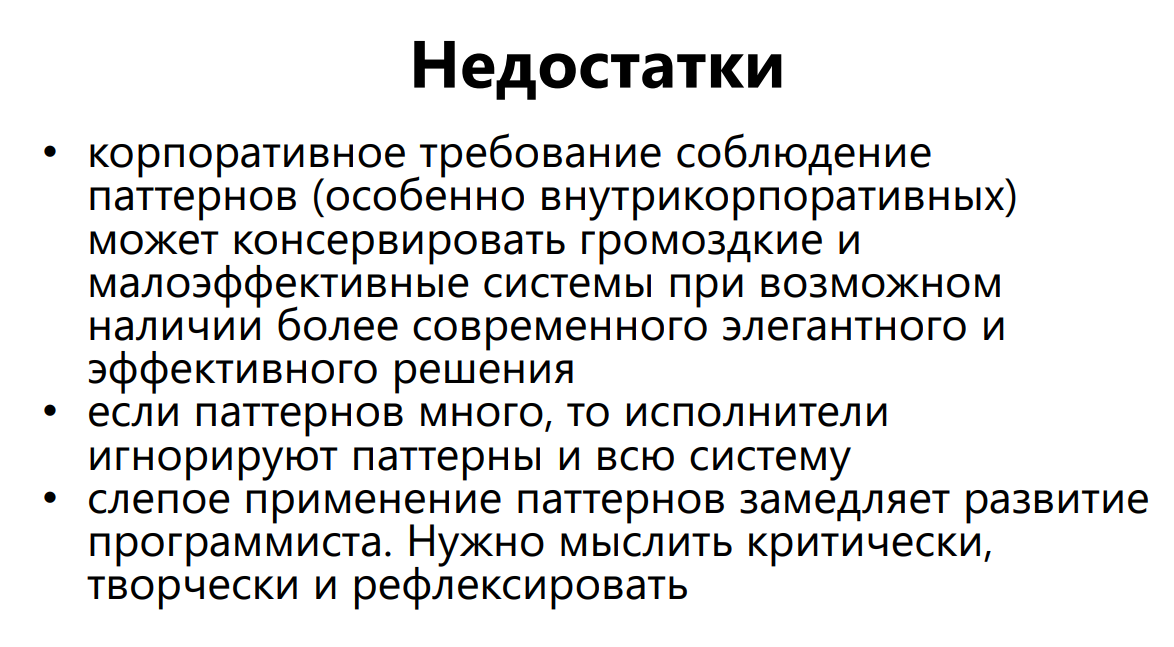 Недостатки
• корпоративное требование соблюдение
паттернов (особенно внутрикорпоративных)
может консервировать громоздкие и
малоэффективные системы при возможном
наличии более современного элегантного и
эффективного решения
• если паттернов много, то исполнители
игнорируют паттерны и всю систему
• слепое применение паттернов замедляет развитие
программиста. Нужно мыслить критически,
творчески и рефлексировать